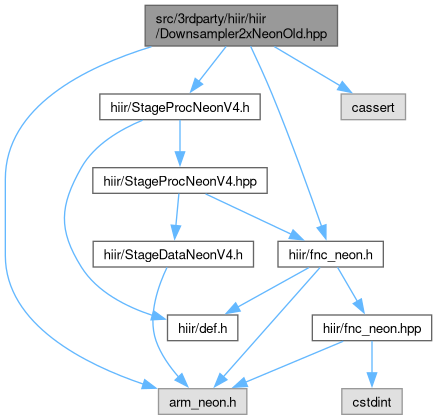 src/3rdparty/hiir/hiir
/Downsampler2xNeonOld.hpp
hiir/StageProcNeonV4.h
cassert
hiir/StageProcNeonV4.hpp
hiir/StageDataNeonV4.h
hiir/fnc_neon.h
hiir/def.h
hiir/fnc_neon.hpp
arm_neon.h
cstdint